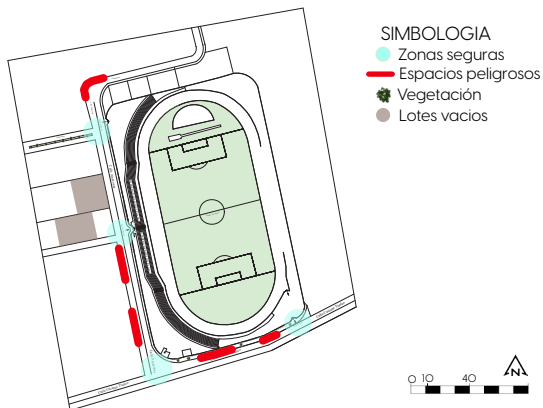 SIMBOLOGIA
Zonas seguras
Espacios peligrosos
Vegetación
Lotes vacios
0 10 40
N